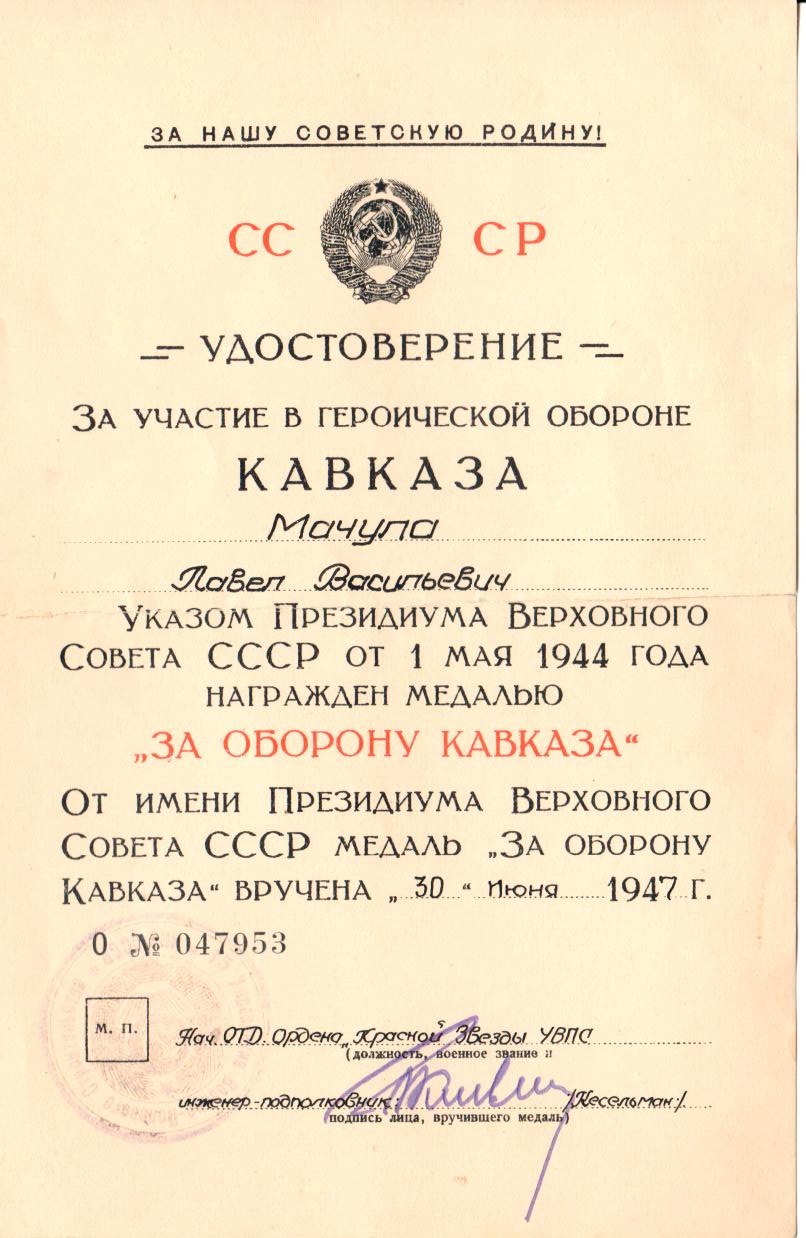 ЗА НАШУ СОВЕТСКУЮ РОДИНУ!
СС СР
УДОСТОВЕРЕНИЕ
ЗА УЧАСТИЕ В ГЕРОИЧЕСКОЙ ОБОРОНЕ
КАВКАЗА
Мачула
Павел Васильевич
УКАЗОМ ПРЕЗИДИУМА ВЕРХОВНОГО
СОВЕТА СССР ОТ 1 МАЯ 1944 ГОДА
НАГРАЖДЕН МЕДАЛЬЮ
„ЗА ОБОРОНУ КАВКАЗА“
ОТ ИМЕНИ ПРЕЗИДИУМА ВЕРХОВНОГО
СОВЕТА СССР МЕДАЛЬ „ЗА ОБОРОНУ
КАВКАЗА“ ВРУЧЕНА „30“ Июня 1947 Г.
О № 047953
М. П.
Нач. ОТД. Ордена „Красной Звезды УВПС
(должность, военное звание и
инженер-подполковник: /Кесельман:/
подпись лица, вручившего медаль)